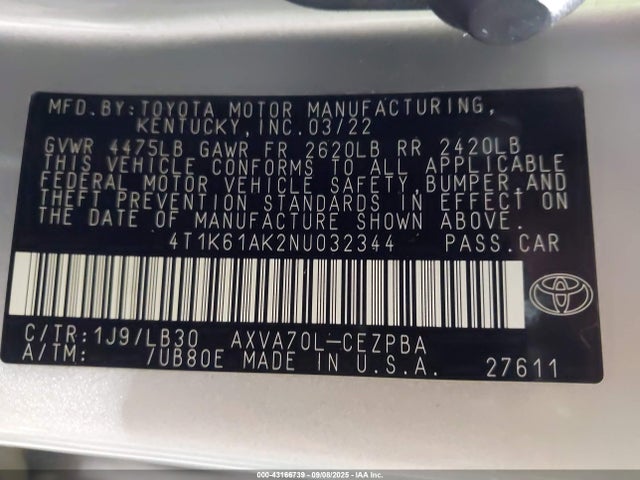 MFD.BY:TOYOTA MOTOR MANUFACTURING,
KENTUCKY,INC.03/22
GVWR 4475LB GAWR FR 2620LB RR 2420LB
THIS VEHICLE CONFORMS TO ALL APPLICABLE
FEDERAL MOTOR VEHICLE SAFETY,BUMPER,AND
THEFT PREVENTION STANDARDS IN EFFECT ON
THE DATE OF MANUFACTURE SHOWN ABOVE.
4T1K61AK2NU032344 PASS.CAR
C/TR:1J9/LB30 AXVA70L-CEZPBA
A/TM: /UB80E MADE IN U.S.A. 27611
000-43166739 - 09/08/2025 - IAA Inc.